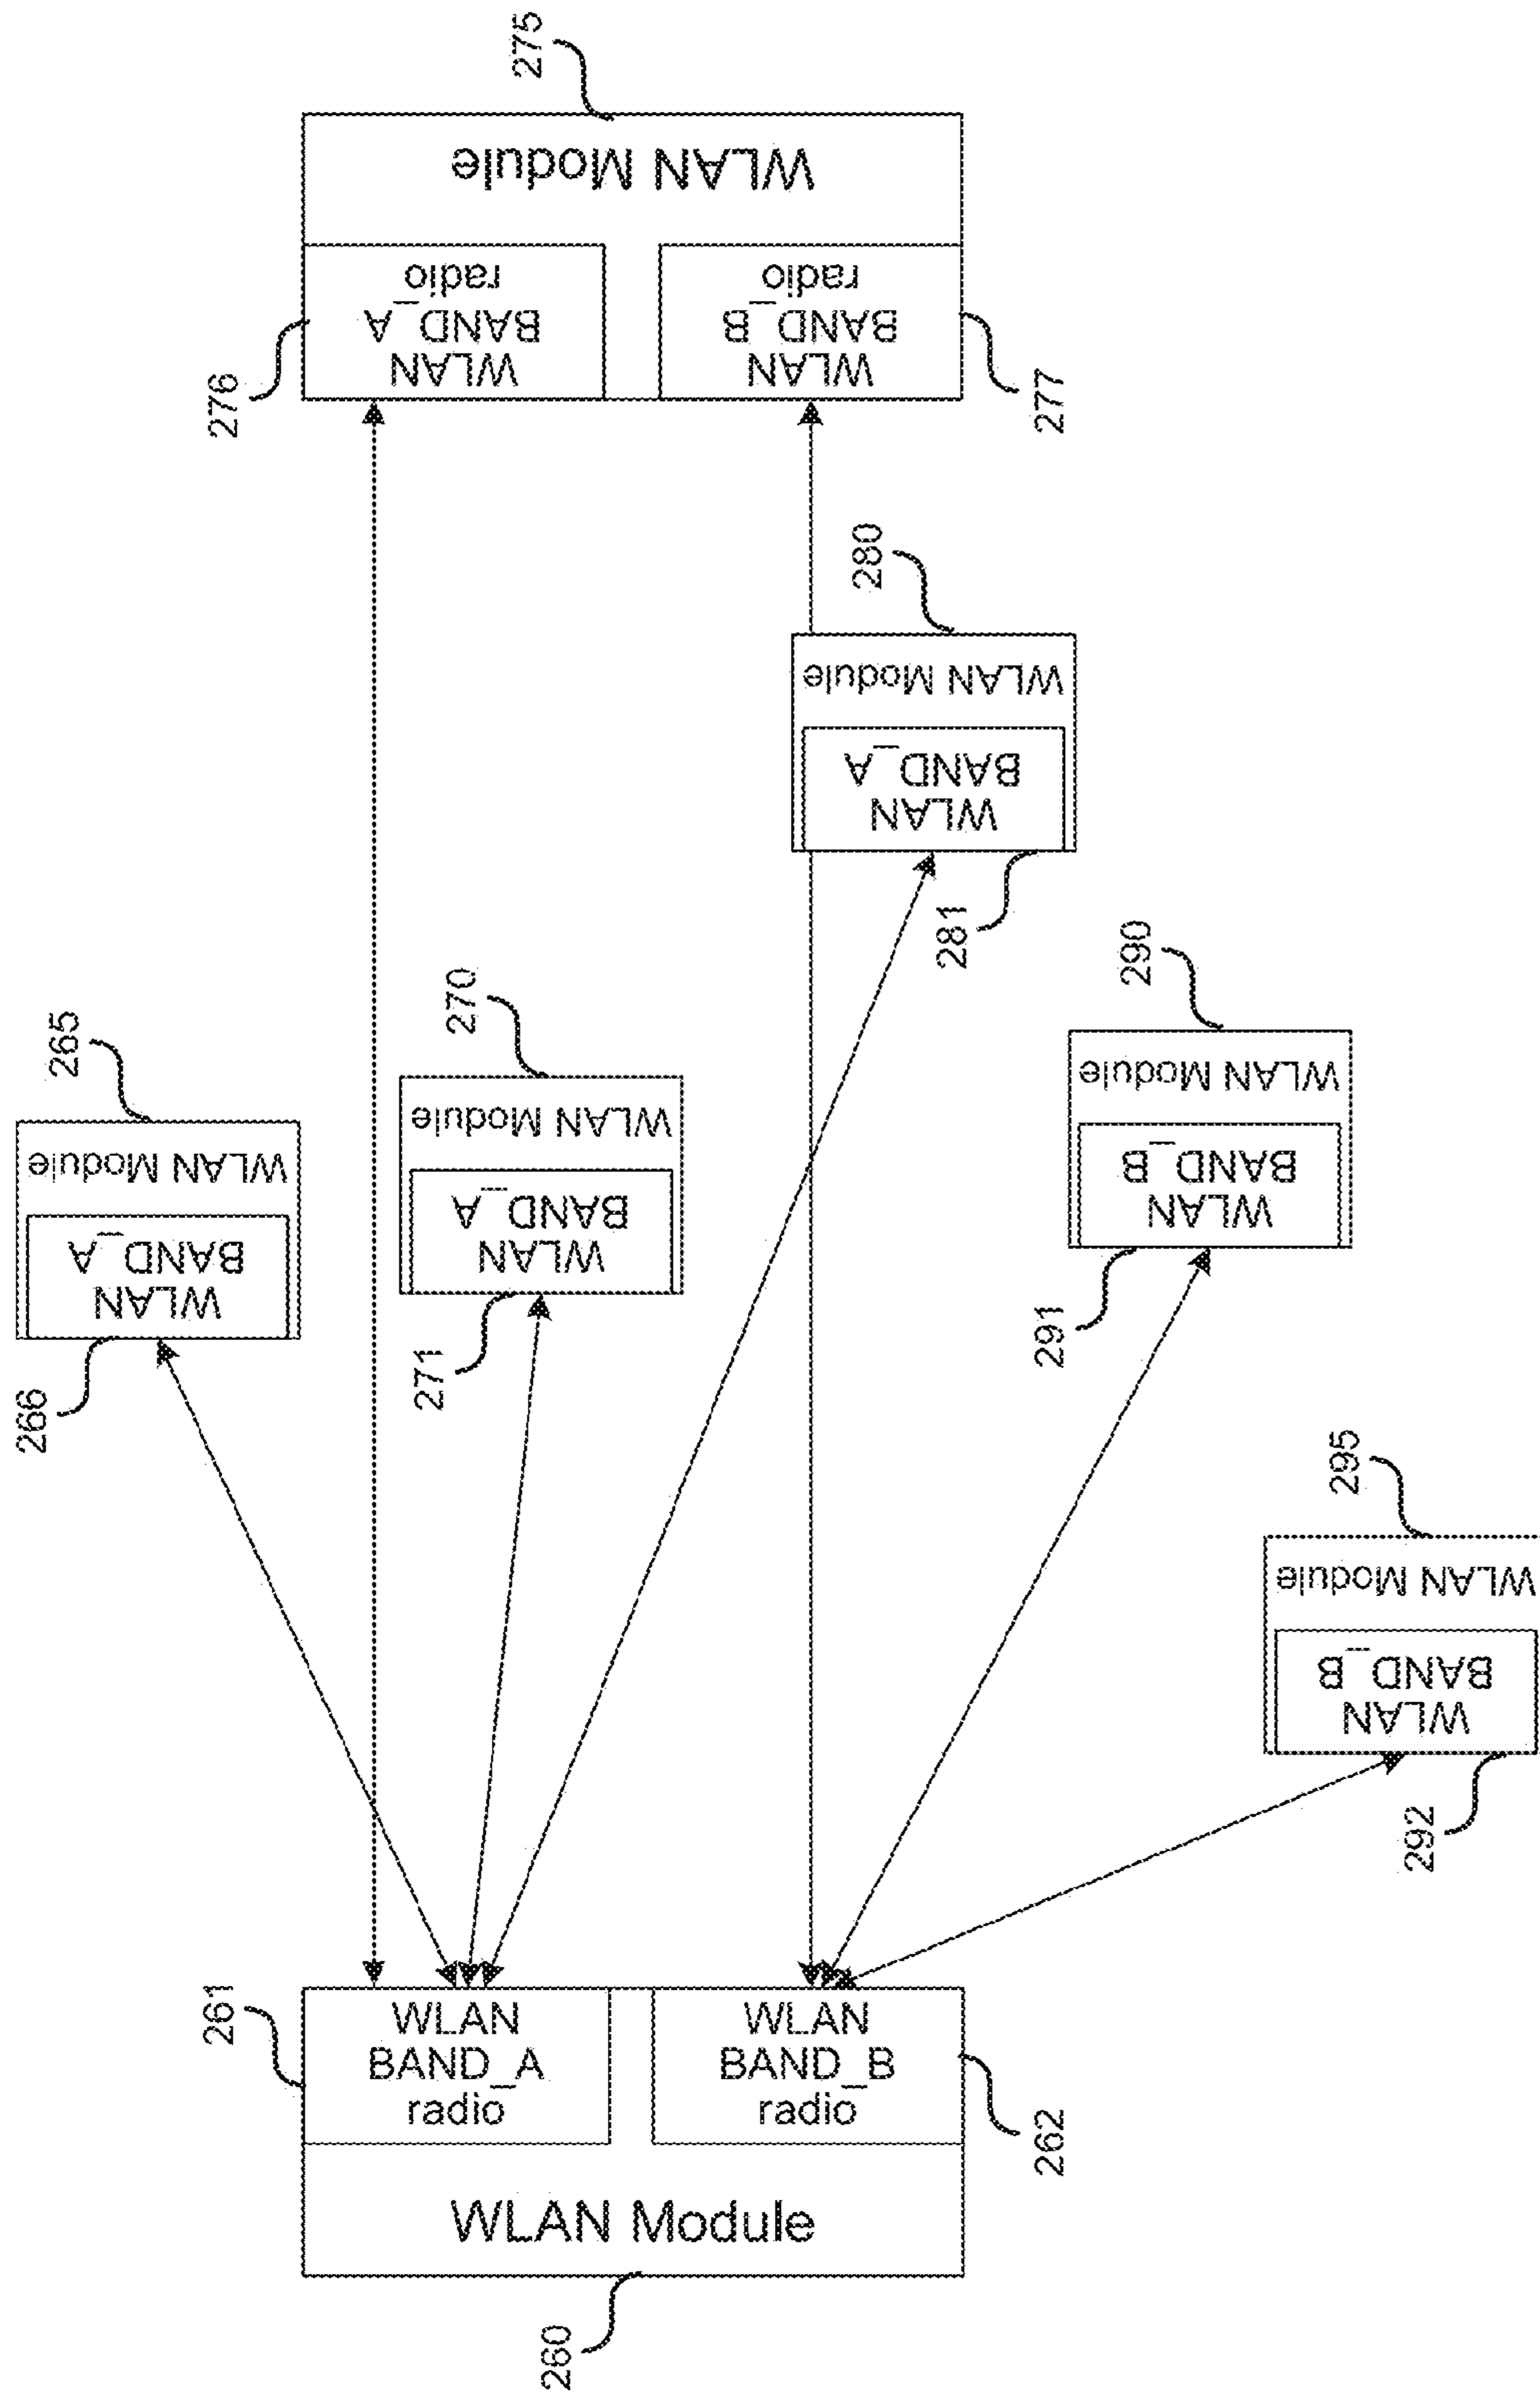 275
WLAN Module
WLAN
BAND_A
radio
WLAN
BAND_B
radio
276
277
280
WLAN Module
WLAN
BAND_A
281
265
WLAN Module
WLAN
BAND_A
266
270
WLAN Module
WLAN
BAND_A
271
290
WLAN Module
WLAN
BAND_B
291
295
WLAN Module
WLAN
BAND_B
292
261
WLAN
BAND_A
radio
WLAN
BAND_B
radio
262
WLAN Module
260